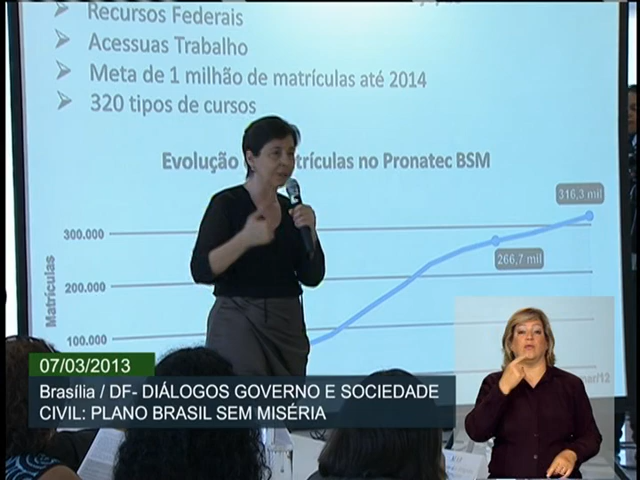 Recursos Federais
Acessuas Trabalho
Meta de 1 milhão de matrículas até 2014
320 tipos de cursos
Evolução trículas no Pronatec BSM
316,3 mil
300.000
266,7 mil
200.000
Matrículas
100.000
07/03/2013
Brasília / DF- DIÁLOGOS GOVERNO E SOCIEDADE
CIVIL: PLANO BRASIL SEM MISÉRIA